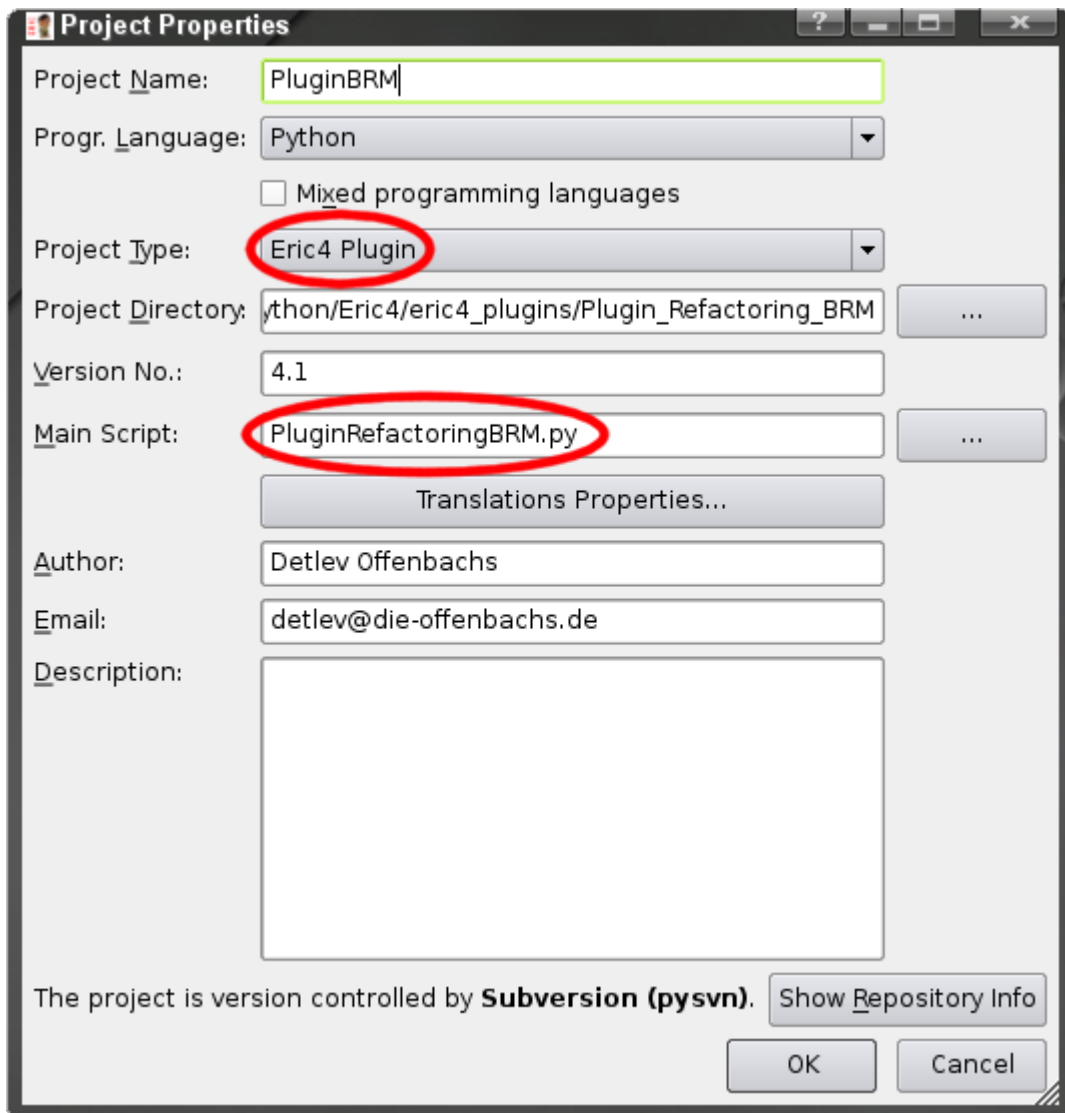 Project Properties
Project Name: PluginBRM
Progr. Language: Python
Mixed programming languages
Project Type: Eric4 Plugin
Project Directory: ython/Eric4/eric4_plugins/Plugin_Refactoring_BRM ...
Version No.: 4.1
Main Script: PluginRefactoringBRM.py ...
Translations Properties...
Author: Detlev Offenbachs
Email: detlev@die-offenbachs.de
Description:
The project is version controlled by Subversion (pysvn). Show Repository Info
OK Cancel